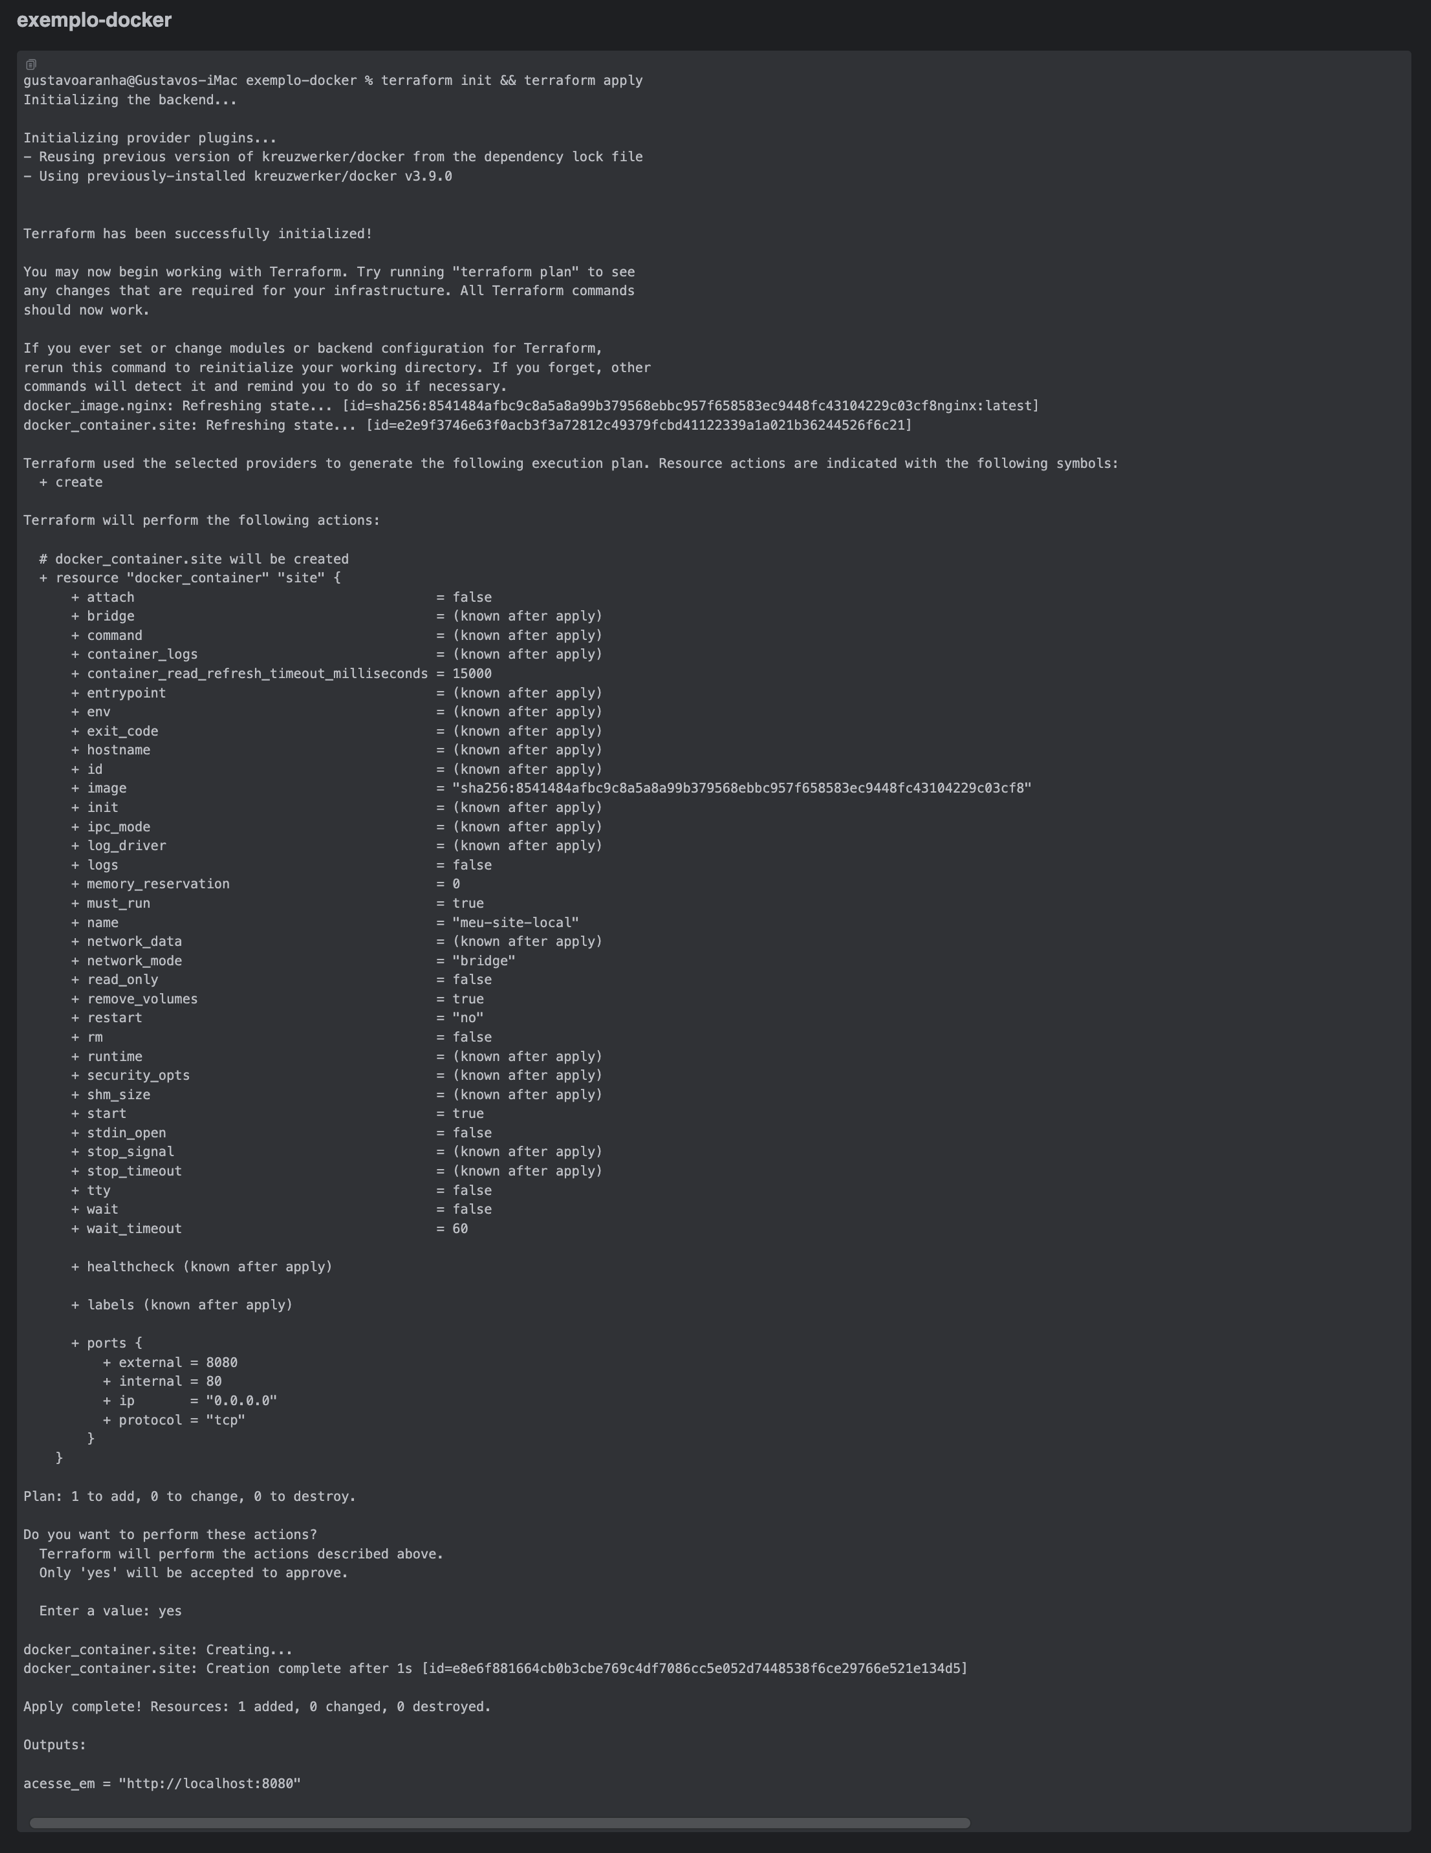 exemplo-docker
gustavoaranha@Gustavos-iMac exemplo-docker % terraform init && terraform apply
Initializing the backend...
Initializing provider plugins...
- Reusing previous version of kreuzwerker/docker from the dependency lock file
- Using previously-installed kreuzwerker/docker v3.9.0
Terraform has been successfully initialized!
You may now begin working with Terraform. Try running "terraform plan" to see
any changes that are required for your infrastructure. All Terraform commands
should now work.
If you ever set or change modules or backend configuration for Terraform,
rerun this command to reinitialize your working directory. If you forget, other
commands will detect it and remind you to do so if necessary.
docker_image.nginx: Refreshing state... [id=sha256:8541484afbc9c8a5a8a99b379568ebbc957f658583ec9448fc43104229c03cf8nginx:latest]
docker_container.site: Refreshing state... [id=e2e9f3746e63f0acb3f3a72812c49379fcbd41122339a1a021b36244526f6c21]
Terraform used the selected providers to generate the following execution plan. Resource actions are indicated with the following symbols:
  + create
Terraform will perform the following actions:
  # docker_container.site will be created
  + resource "docker_container" "site" {
      + attach                                      = false
      + bridge                                      = (known after apply)
      + command                                     = (known after apply)
      + container_logs                              = (known after apply)
      + container_read_refresh_timeout_milliseconds = 15000
      + entrypoint                                  = (known after apply)
      + env                                         = (known after apply)
      + exit_code                                   = (known after apply)
      + hostname                                    = (known after apply)
      + id                                          = (known after apply)
      + image                                       = "sha256:8541484afbc9c8a5a8a99b379568ebbc957f658583ec9448fc43104229c03cf8"
      + init                                        = (known after apply)
      + ipc_mode                                    = (known after apply)
      + log_driver                                  = (known after apply)
      + logs                                        = false
      + memory_reservation                          = 0
      + must_run                                    = true
      + name                                        = "meu-site-local"
      + network_data                                = (known after apply)
      + network_mode                                = "bridge"
      + read_only                                   = false
      + remove_volumes                              = true
      + restart                                     = "no"
      + rm                                          = false
      + runtime                                     = (known after apply)
      + security_opts                               = (known after apply)
      + shm_size                                    = (known after apply)
      + start                                       = true
      + stdin_open                                  = false
      + stop_signal                                 = (known after apply)
      + stop_timeout                                = (known after apply)
      + tty                                         = false
      + wait                                        = false
      + wait_timeout                                = 60
      + healthcheck (known after apply)
      + labels (known after apply)
      + ports {
          + external = 8080
          + internal = 80
          + ip       = "0.0.0.0"
          + protocol = "tcp"
        }
    }
Plan: 1 to add, 0 to change, 0 to destroy.
Do you want to perform these actions?
  Terraform will perform the actions described above.
  Only 'yes' will be accepted to approve.
  Enter a value: yes
docker_container.site: Creating...
docker_container.site: Creation complete after 1s [id=e8e6f881664cb0b3cbe769c4df7086cc5e052d7448538f6ce29766e521e134d5]
Apply complete! Resources: 1 added, 0 changed, 0 destroyed.
Outputs:
acesse_em = "http://localhost:8080"